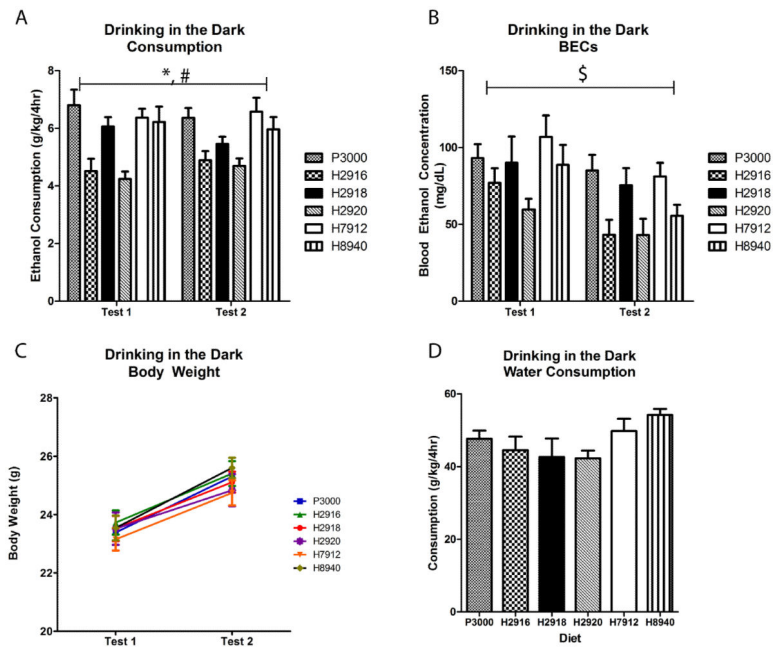 A
Drinking in the Dark
Consumption
*, #
Ethanol Consumption (g/kg/4hr)
8
6
4
2
0
Test 1
Test 2
P3000
H2916
H2918
H2920
H7912
H8940
B
Drinking in the Dark
BECs
$
Blood Ethanol Concentration
(mg/dL)
150
100
50
0
Test 1
Test 2
P3000
H2916
H2918
H2920
H7912
H8940
C
Drinking in the Dark
Body Weight
Body Weight (g)
28
26
24
22
20
Test 1
Test 2
P3000
H2916
H2918
H2920
H7912
H8940
D
Drinking in the Dark
Water Consumption
Consumption (g/kg/4hr)
60
40
20
0
P3000 H2916 H2918 H2920 H7912 H8940
Diet